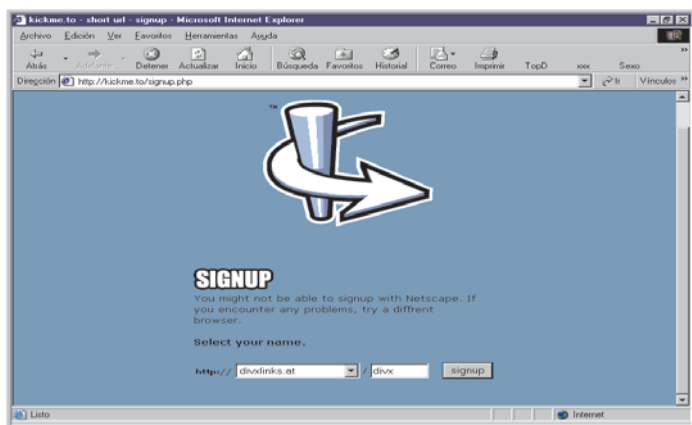 kickme.to - short url - signup - Microsoft Internet Explorer
Archivo Edición Ver Favoritos Herramientas Ayuda
Atrás Adelante Detener Actualizar Inicio Búsqueda Favoritos Historial Correo Imprimir TopD xxx Sexo
Dirección http://kickme.to/signup.php Ir Vínculos »
TM
SIGNUP
You might not be able to signup with Netscape. If
you encounter any problems, try a diffrent
browser.
Select your name.
http:// divxlinks.at / divx signup
Listo Internet